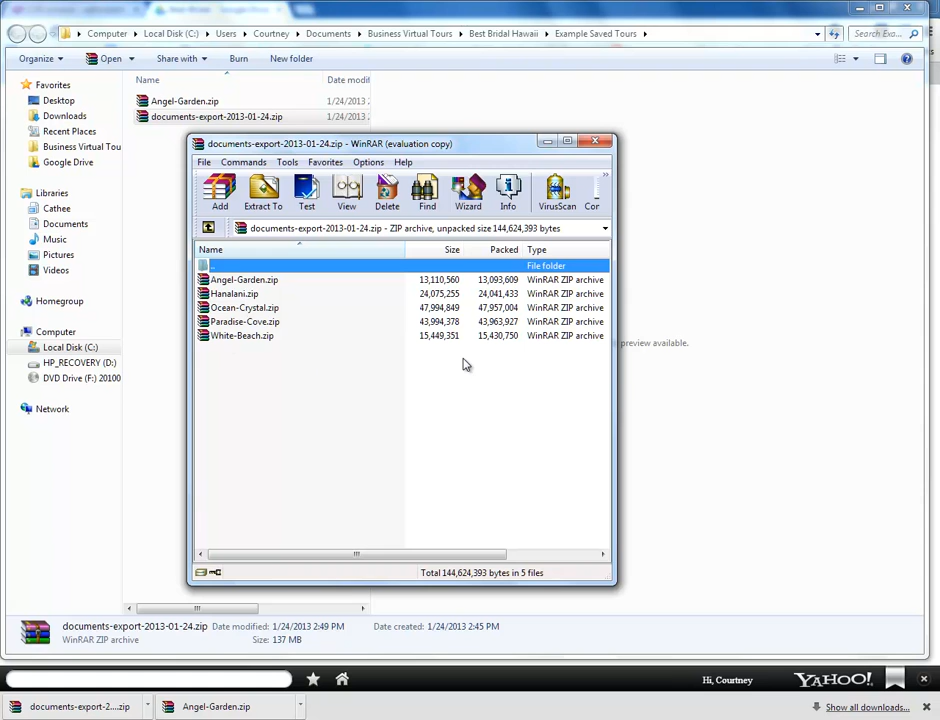 Computer ▸ Local Disk (C:) ▸ Users ▸ Courtney ▸ Documents ▸ Business Virtual Tours ▸ Best Bridal Hawaii ▸ Example Saved Tours ▸ Search Exa...
Organize Open Share with Burn New folder
Favorites
Desktop
Downloads
Recent Places
Business Virtual Tou
Google Drive
Libraries
Cathee
Documents
Music
Pictures
Videos
Homegroup
Computer
Local Disk (C:)
HP_RECOVERY (D:)
DVD Drive (F:) 20100
Network
Name Date modif
Angel-Garden.zip 1/24/2013
documents-export-2013-01-24.zip 1/24/2013
documents-export-2013-01-24.zip - WinRAR (evaluation copy)
File Commands Tools Favorites Options Help
Add Extract To Test View Delete Find Wizard Info VirusScan Cor
documents-export-2013-01-24.zip - ZIP archive, unpacked size 144,624,393 bytes
Name Size Packed Type
.. File folder
Angel-Garden.zip 13,110,560 13,093,609 WinRAR ZIP archive
Hanalani.zip 24,075,255 24,041,433 WinRAR ZIP archive
Ocean-Crystal.zip 47,994,849 47,957,004 WinRAR ZIP archive
Paradise-Cove.zip 43,994,378 43,963,927 WinRAR ZIP archive
White-Beach.zip 15,449,351 15,430,750 WinRAR ZIP archive
Total 144,624,393 bytes in 5 files
preview available.
documents-export-2013-01-24.zip Date modified: 1/24/2013 2:49 PM Date created: 1/24/2013 2:45 PM
WinRAR ZIP archive Size: 137 MB
Hi, Courtney YAHOO!
documents-export-2....zip Angel-Garden.zip Show all downloads...